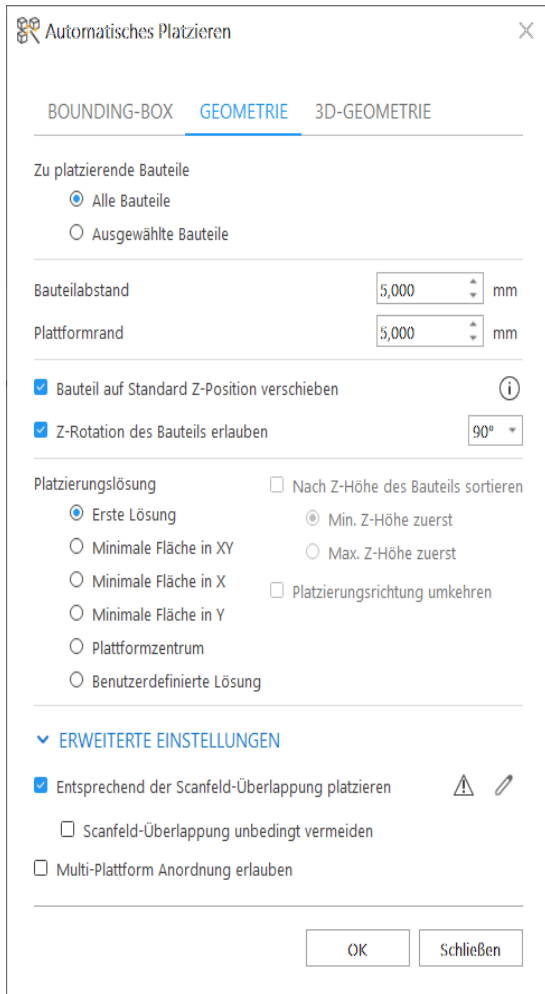 Automatisches Platzieren
BOUNDING-BOX GEOMETRIE 3D-GEOMETRIE
Zu platzierende Bauteile
Alle Bauteile
Ausgewählte Bauteile
Bauteilabstand 5,000 mm
Plattformrand 5,000 mm
Bauteil auf Standard Z-Position verschieben
Z-Rotation des Bauteils erlauben 90°
Platzierungslösung
Erste Lösung
Minimale Fläche in XY
Minimale Fläche in X
Minimale Fläche in Y
Plattformzentrum
Benutzerdefinierte Lösung
Nach Z-Höhe des Bauteils sortieren
Min. Z-Höhe zuerst
Max. Z-Höhe zuerst
Platzierungsrichtung umkehren
ERWEITERTE EINSTELLUNGEN
Entsprechend der Scanfeld-Überlappung platzieren
Scanfeld-Überlappung unbedingt vermeiden
Multi-Plattform Anordnung erlauben
OK Schließen